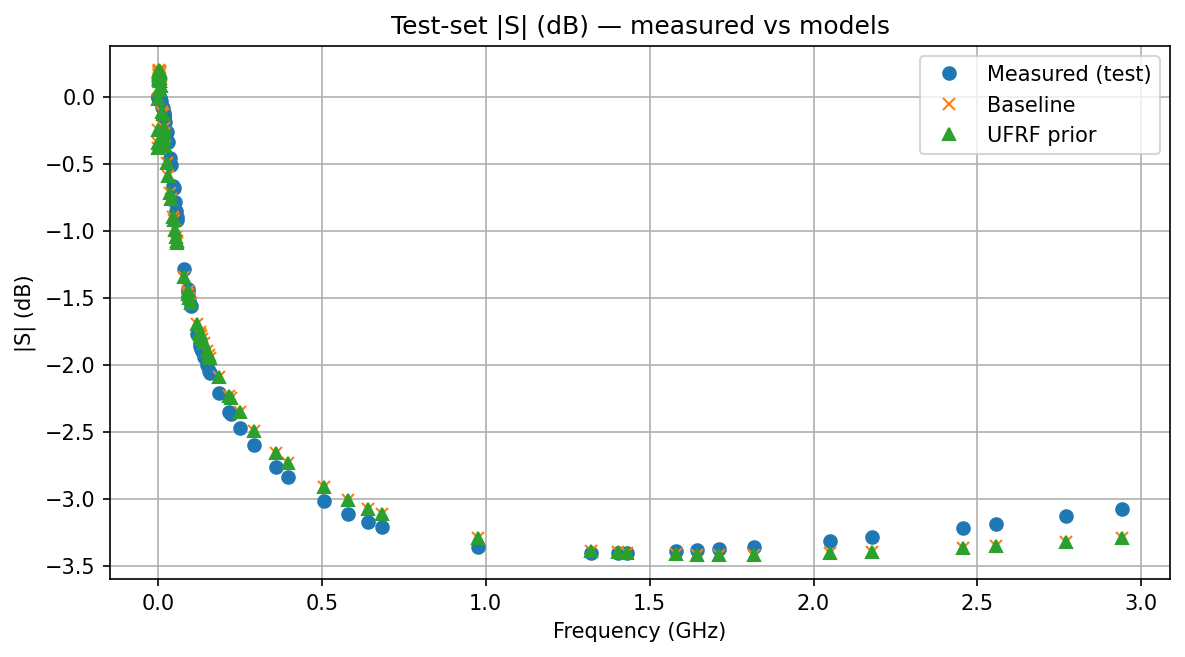 Test-set |S| (dB) — measured vs models
Measured (test)
Baseline
UFRF prior
|S| (dB)
0.0
−0.5
−1.0
−1.5
−2.0
−2.5
−3.0
−3.5
0.0 0.5 1.0 1.5 2.0 2.5 3.0
Frequency (GHz)